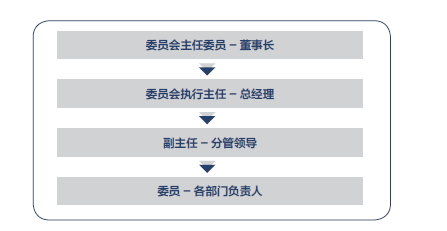 委员会主任委员 – 董事长
委员会执行主任 – 总经理
副主任 – 分管领导
委员 – 各部门负责人